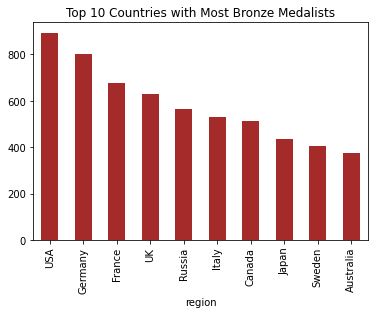 Top 10 Countries with Most Bronze Medalists
800
600
400
200
0
USA
Germany
France
UK
Russia
Italy
Canada
Japan
Sweden
Australia
region